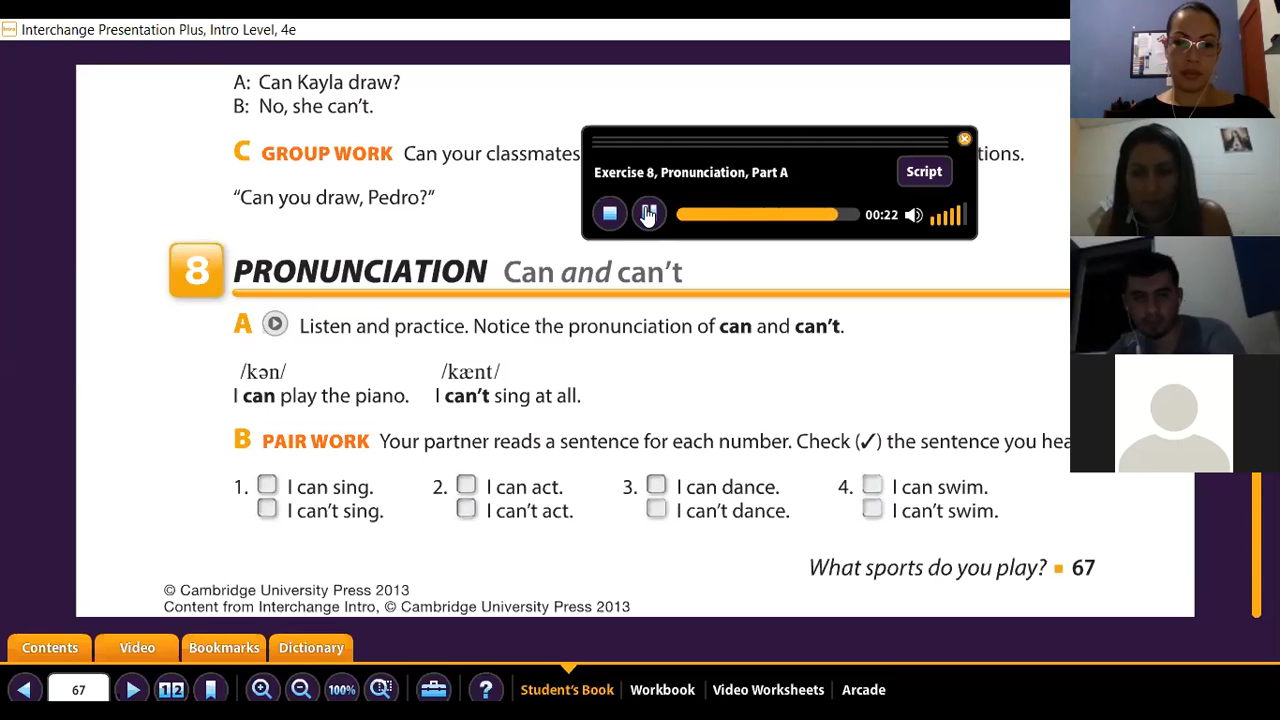 Interchange Presentation Plus, Intro Level, 4e
A: Can Kayla draw?
B: No, she can't.
C GROUP WORK Can your classmates tions.
"Can you draw, Pedro?"
Exercise 8, Pronunciation, Part A
Script
00:22
8 PRONUNCIATION Can and can't
A Listen and practice. Notice the pronunciation of can and can't.
/kən/ /kænt/
I can play the piano. I can't sing at all.
B PAIR WORK Your partner reads a sentence for each number. Check (✓) the sentence you hea
1. I can sing. 2. I can act. 3. I can dance. 4. I can swim.
I can't sing. I can't act. I can't dance. I can't swim.
What sports do you play? ■ 67
© Cambridge University Press 2013
Content from Interchange Intro, © Cambridge University Press 2013
Contents Video Bookmarks Dictionary
67 12 100% ? Student's Book Workbook Video Worksheets Arcade